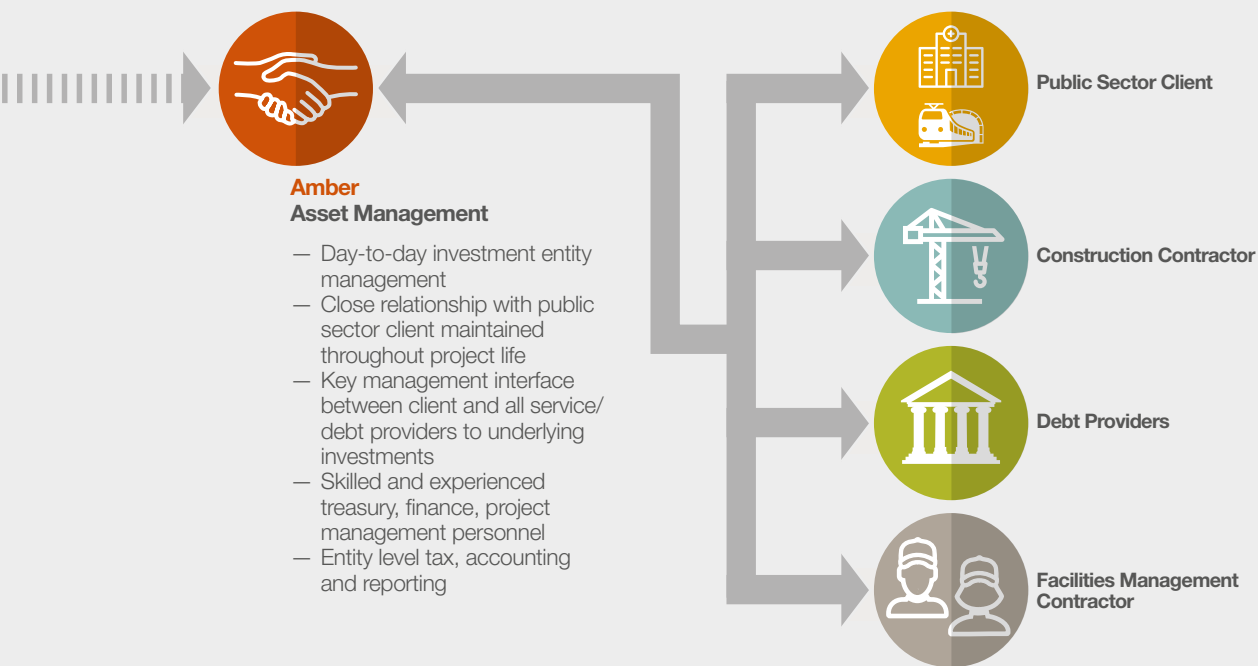 Amber
Asset Management
— Day-to-day investment entity
management
— Close relationship with public
sector client maintained
throughout project life
— Key management interface
between client and all service/
debt providers to underlying
investments
— Skilled and experienced
treasury, finance, project
management personnel
— Entity level tax, accounting
and reporting
Public Sector Client
Construction Contractor
Debt Providers
Facilities Management
Contractor